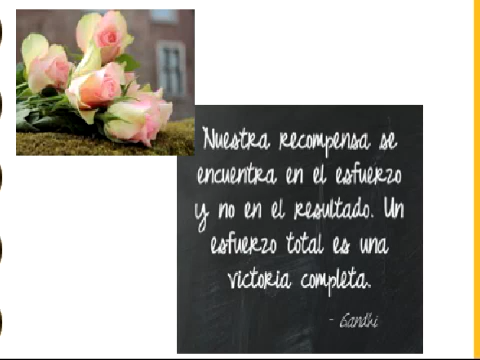 Nuestra recompensa se
encuentra en el esfuerzo
y no en el resultado. Un
esfuerzo total es una
victoria completa.
- Gandhi